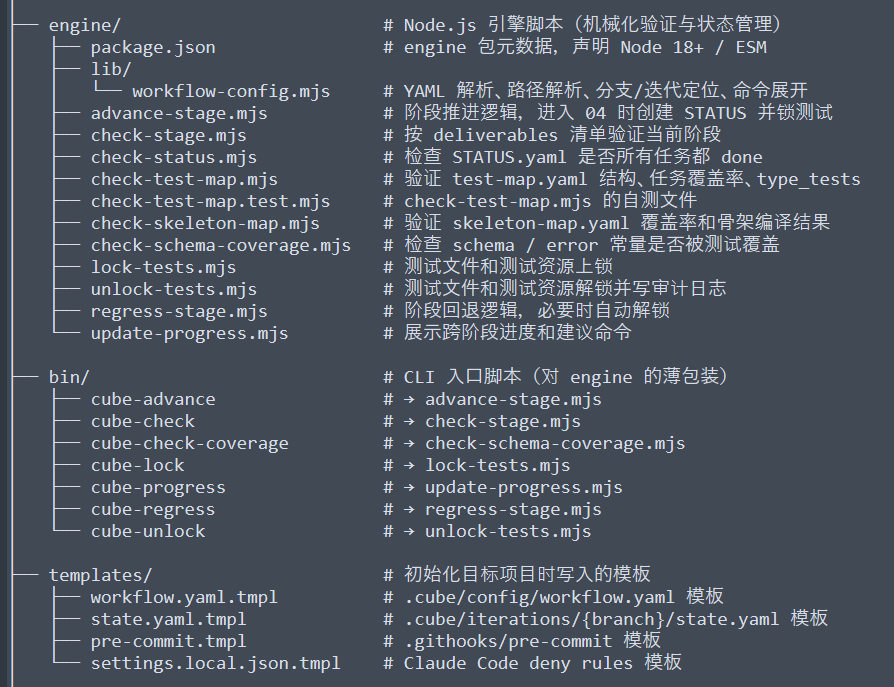 ├── engine/                          # Node.js 引擎脚本（机械化验证与状态管理）
│   ├── package.json                 # engine 包元数据，声明 Node 18+ / ESM
│   ├── lib/
│   │   └── workflow-config.mjs      # YAML 解析、路径解析、分支/迭代定位、命令展开
│   ├── advance-stage.mjs            # 阶段推进逻辑，进入 04 时创建 STATUS 并锁测试
│   ├── check-stage.mjs              # 按 deliverables 清单验证当前阶段
│   ├── check-status.mjs             # 检查 STATUS.yaml 是否所有任务都 done
│   ├── check-test-map.mjs           # 验证 test-map.yaml 结构、任务覆盖率、type_tests
│   ├── check-test-map.test.mjs      # check-test-map.mjs 的自测文件
│   ├── check-skeleton-map.mjs       # 验证 skeleton-map.yaml 覆盖率和骨架编译结果
│   ├── check-schema-coverage.mjs    # 检查 schema / error 常量是否被测试覆盖
│   ├── lock-tests.mjs               # 测试文件和测试资源上锁
│   ├── unlock-tests.mjs             # 测试文件和测试资源解锁并写审计日志
│   ├── regress-stage.mjs            # 阶段回退逻辑，必要时自动解锁
│   └── update-progress.mjs          # 展示跨阶段进度和建议命令
├── bin/                             # CLI 入口脚本（对 engine 的薄包装）
│   ├── cube-advance                 # → advance-stage.mjs
│   ├── cube-check                   # → check-stage.mjs
│   ├── cube-check-coverage          # → check-schema-coverage.mjs
│   ├── cube-lock                    # → lock-tests.mjs
│   ├── cube-progress                # → update-progress.mjs
│   ├── cube-regress                 # → regress-stage.mjs
│   └── cube-unlock                  # → unlock-tests.mjs
├── templates/                       # 初始化目标项目时写入的模板
│   ├── workflow.yaml.tmpl           # .cube/config/workflow.yaml 模板
│   ├── state.yaml.tmpl              # .cube/iterations/{branch}/state.yaml 模板
│   ├── pre-commit.tmpl              # .githooks/pre-commit 模板
│   └── settings.local.json.tmpl     # Claude Code deny rules 模板